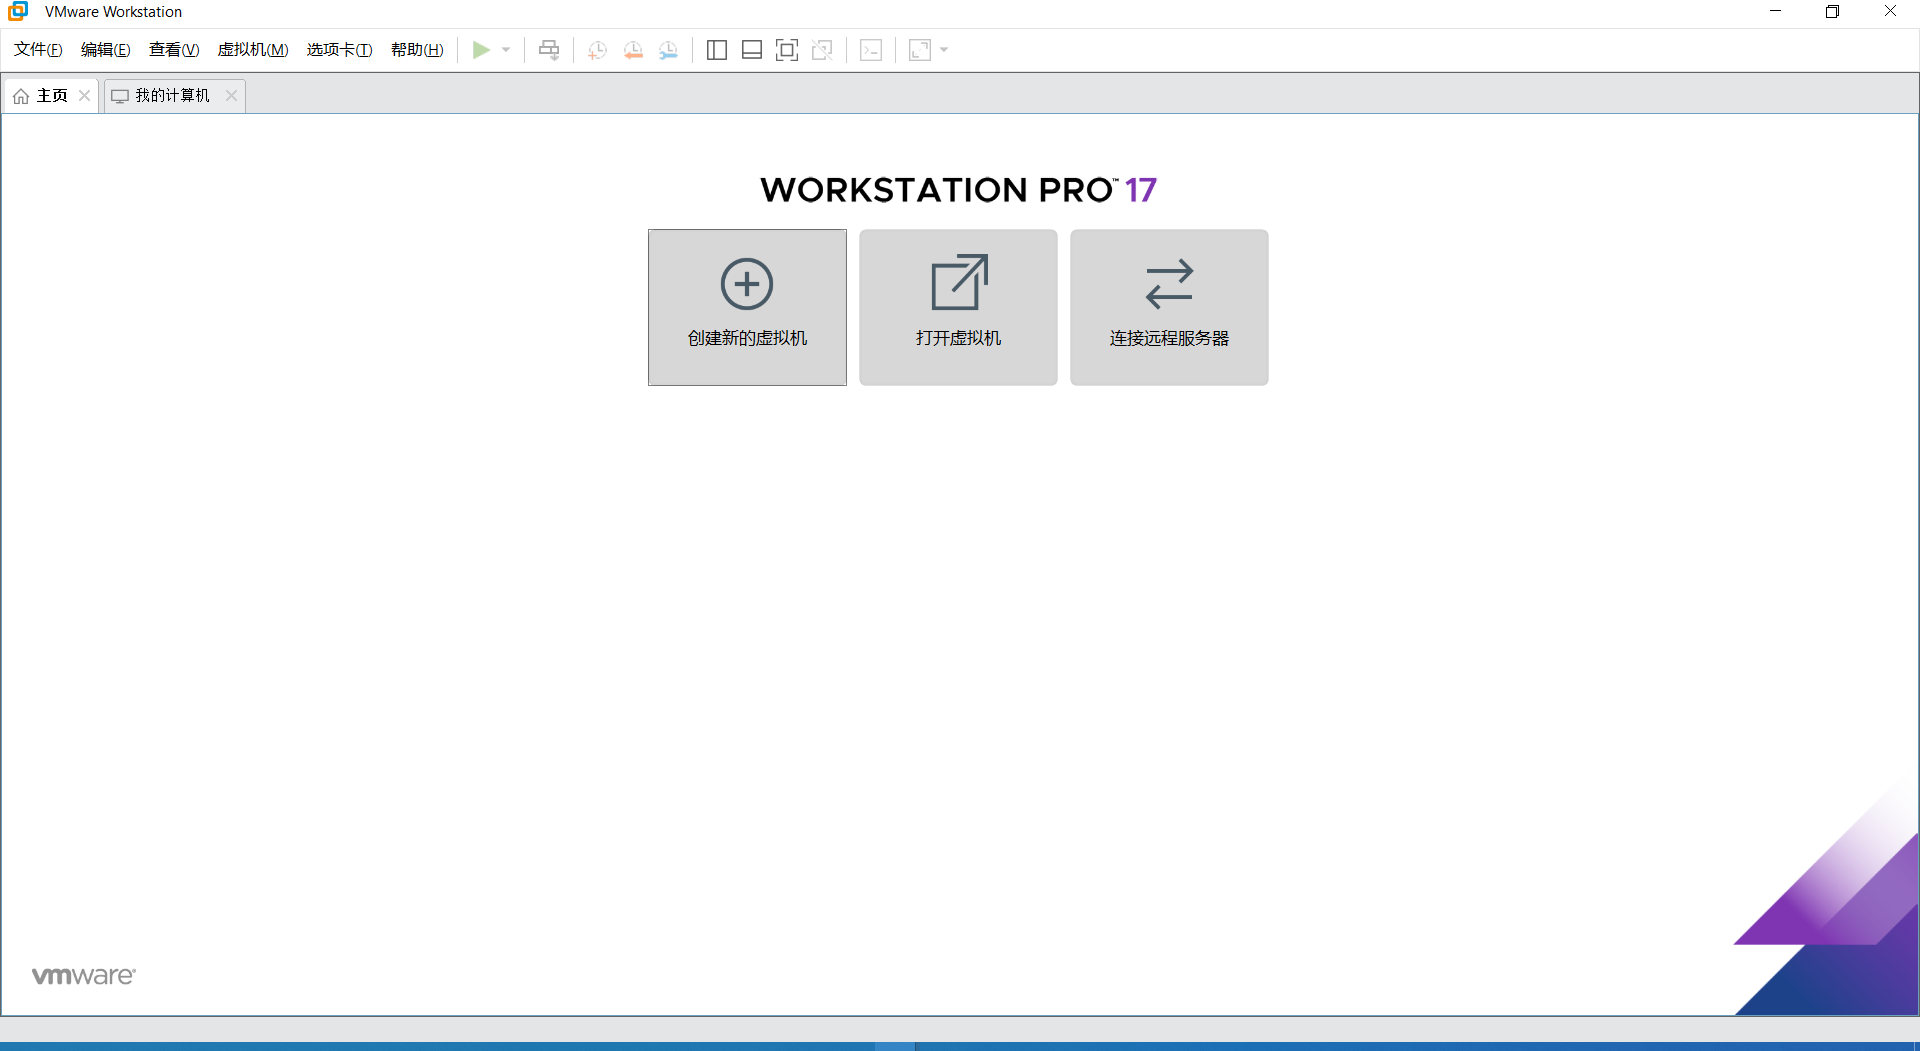 VMware Workstation
文件(F) 编辑(E) 查看(V) 虚拟机(M) 选项卡(T) 帮助(H)
主页 我的计算机
WORKSTATION PRO™ 17
创建新的虚拟机 打开虚拟机 连接远程服务器
vmware®